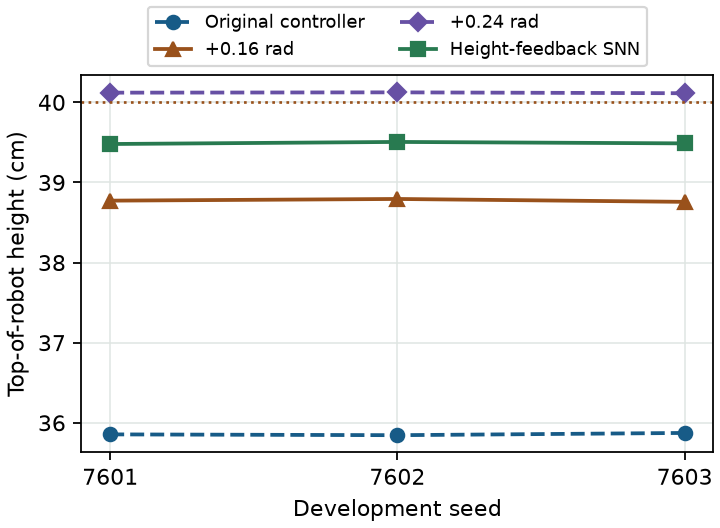 Original controller
+0.16 rad
+0.24 rad
Height-feedback SNN
Top-of-robot height (cm)
40
39
38
37
36
7601
7602
7603
Development seed